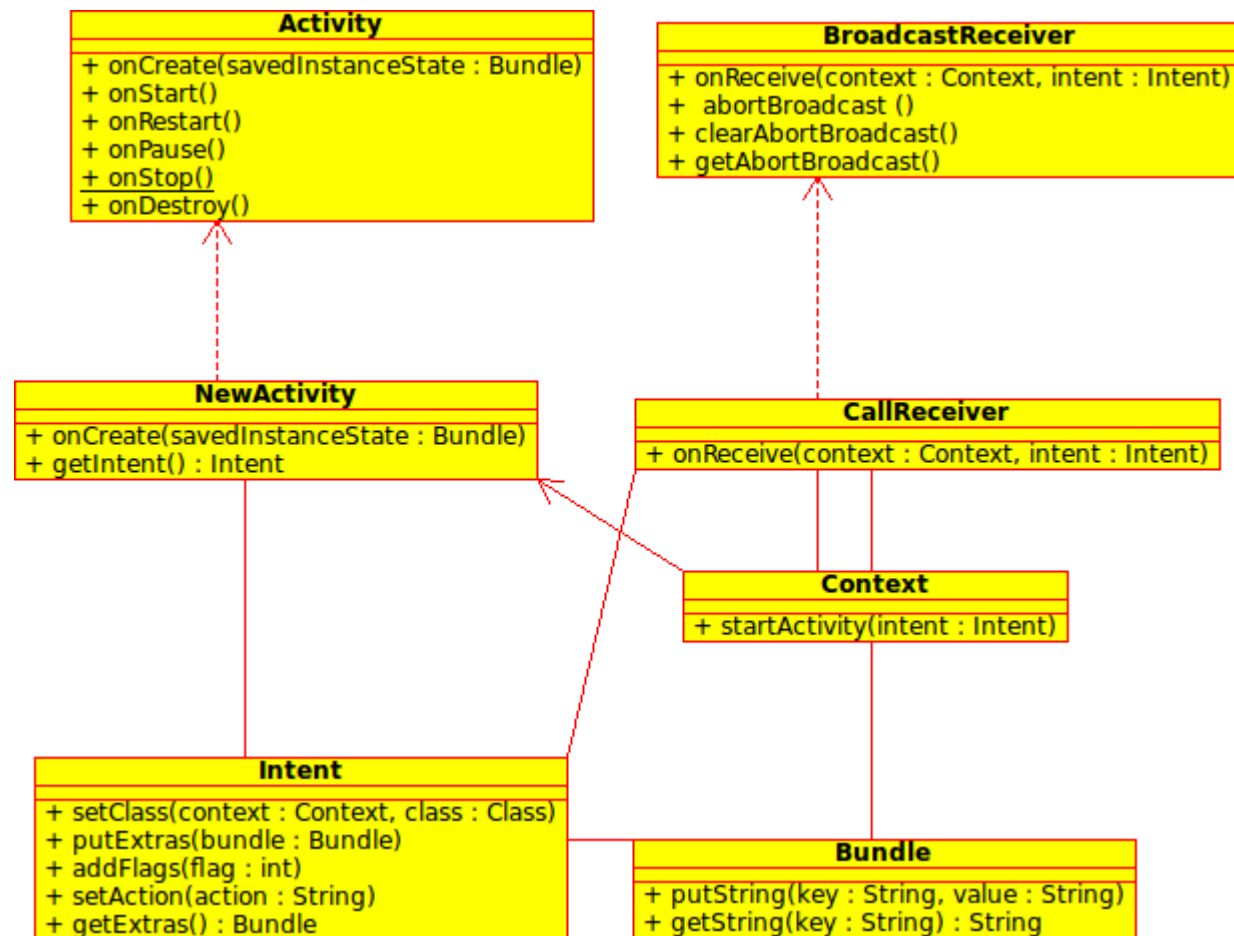 Activity
+ onCreate(savedInstanceState : Bundle)
+ onStart()
+ onRestart()
+ onPause()
+ onStop()
+ onDestroy()
BroadcastReceiver
+ onReceive(context : Context, intent : Intent)
+ abortBroadcast ()
+ clearAbortBroadcast()
+ getAbortBroadcast()
NewActivity
+ onCreate(savedInstanceState : Bundle)
+ getIntent() : Intent
CallReceiver
+ onReceive(context : Context, intent : Intent)
Context
+ startActivity(intent : Intent)
Intent
+ setClass(context : Context, class : Class)
+ putExtras(bundle : Bundle)
+ addFlags(flag : int)
+ setAction(action : String)
+ getExtras() : Bundle
Bundle
+ putString(key : String, value : String)
+ getString(key : String) : String